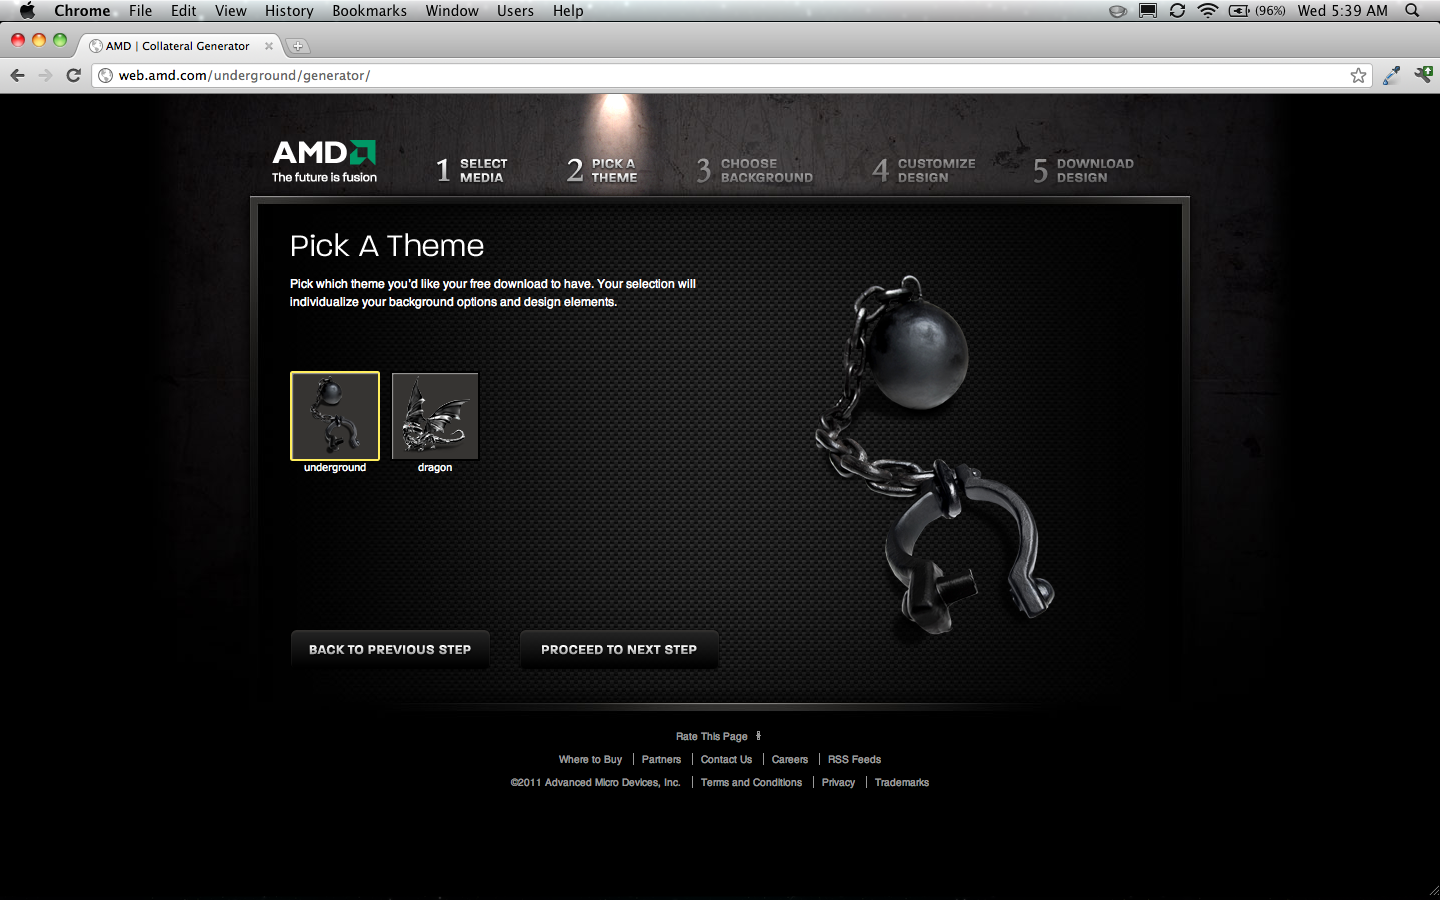 Chrome File Edit View History Bookmarks Window Users Help (96%) Wed 5:39 AM
AMD | Collateral Generator
web.amd.com/underground/generator/
AMD
The future is fusion
1 SELECT MEDIA
2 PICK A THEME
3 CHOOSE BACKGROUND
4 CUSTOMIZE DESIGN
5 DOWNLOAD DESIGN
Pick A Theme
Pick which theme you'd like your free download to have. Your selection will
individualize your background options and design elements.
underground dragon
BACK TO PREVIOUS STEP PROCEED TO NEXT STEP
Rate This Page
Where to Buy | Partners | Contact Us | Careers | RSS Feeds
©2011 Advanced Micro Devices, Inc. | Terms and Conditions | Privacy | Trademarks